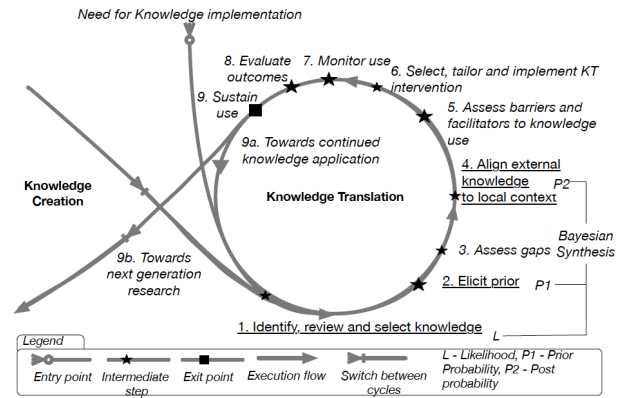 Need for Knowledge implementation
8. Evaluate
outcomes
7. Monitor use
6. Select, tailor and implement KT
intervention
9. Sustain
use
5. Assess barriers and
facilitators to knowledge
use
9a. Towards continued
knowledge application
4. Align external
knowledge
to local context
P2
Knowledge
Creation
Knowledge Translation
Bayesian
Synthesis
3. Assess gaps
9b. Towards
next generation
research
2. Elicit prior
P1
1. Identify, review and select knowledge
L
Legend
Entry point
Intermediate
step
Exit point
Execution flow
Switch between
cycles
L - Likelihood, P1 - Prior
Probability, P2 - Post
probability